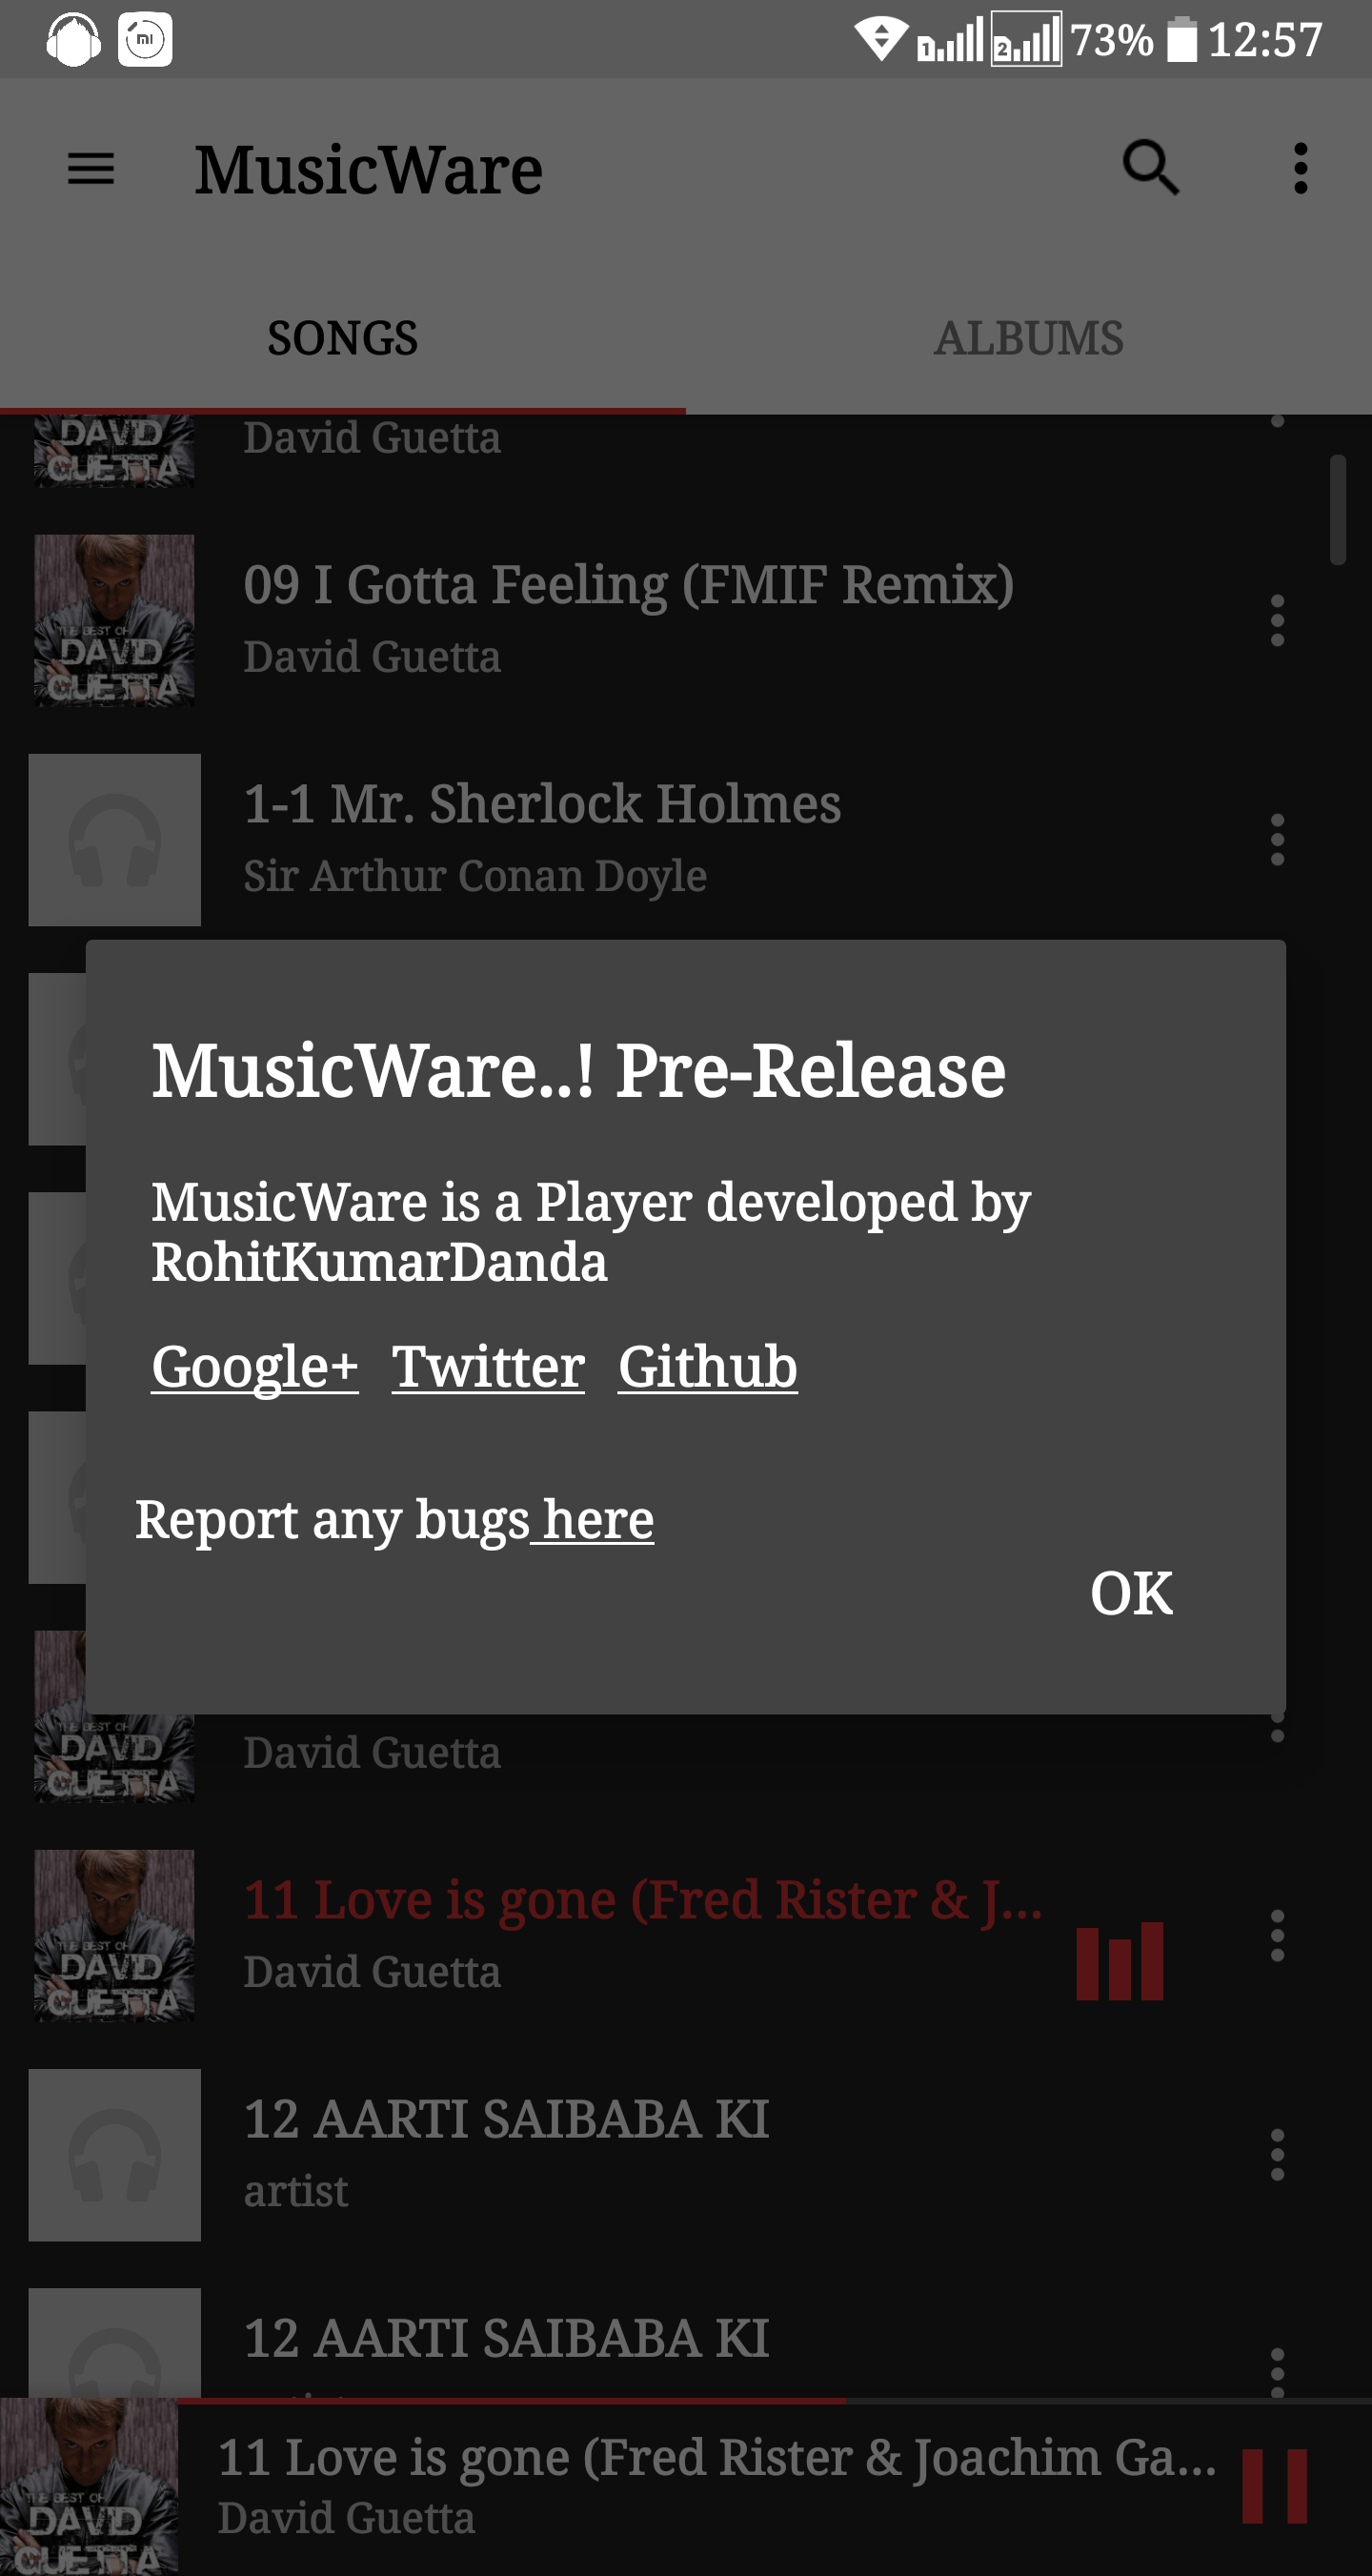 73% 12:57
MusicWare
SONGS ALBUMS
DAVID
GUETTA
David Guetta
THE BEST OF
DAVID
GUETTA
09 I Gotta Feeling (FMIF Remix)
David Guetta
1-1 Mr. Sherlock Holmes
Sir Arthur Conan Doyle
MusicWare..! Pre-Release
MusicWare is a Player developed by
RohitKumarDanda
Google+ Twitter Github
Report any bugs here
OK
THE BEST OF
DAVID
GUETTA
David Guetta
THE BEST OF
DAVID
GUETTA
11 Love is gone (Fred Rister & J...
David Guetta
12 AARTI SAIBABA KI
artist
12 AARTI SAIBABA KI
THE BEST OF
DAVID
GUETTA
11 Love is gone (Fred Rister & Joachim Ga...
David Guetta